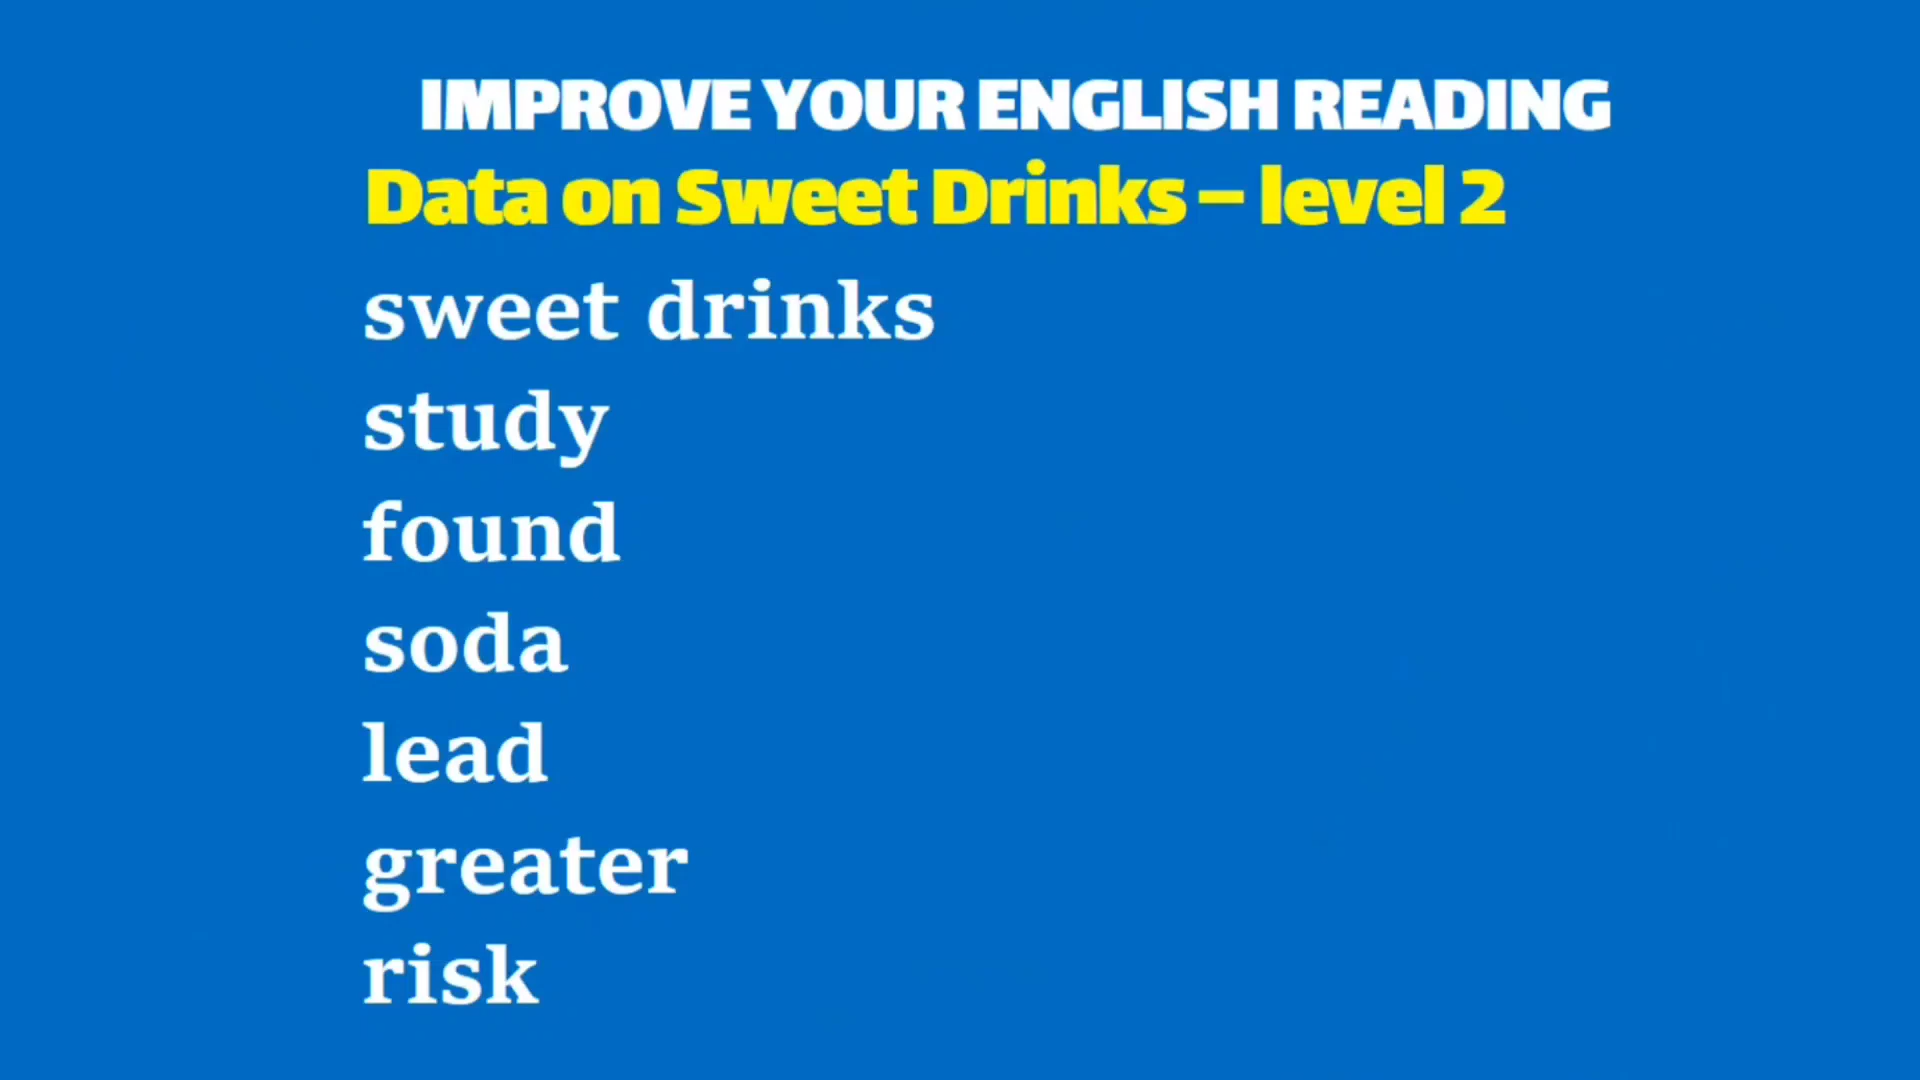 IMPROVE YOUR ENGLISH READING
Data on Sweet Drinks – level 2
sweet drinks
study
found
soda
lead
greater
risk